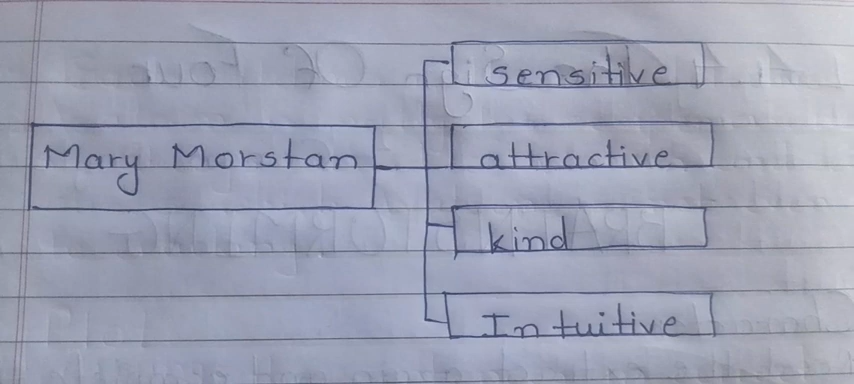 sensitive
Mary Morstan
attractive
kind
Intuitive